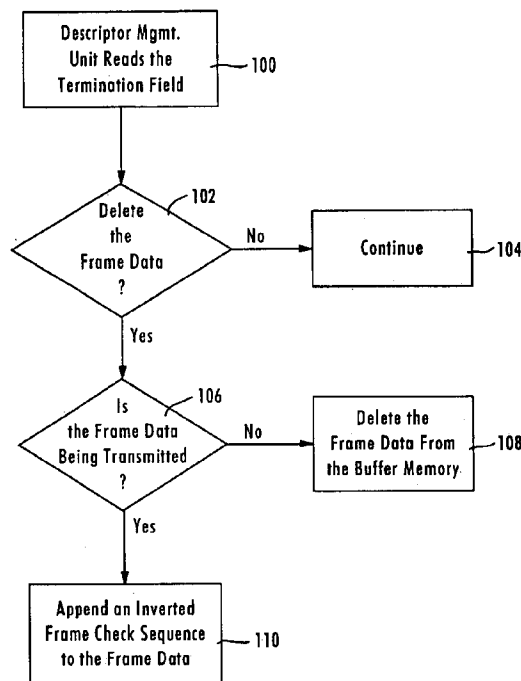 Descriptor Mgmt.
Unit Reads the
Termination Field
100
102
Delete
the
Frame Data
?
No
Continue
104
Yes
106
Is
the Frame Data
Being Transmitted
?
No
Delete the
Frame Data From
the Buffer Memory
108
Yes
Append an Inverted
Frame Check Sequence
to the Frame Data
110